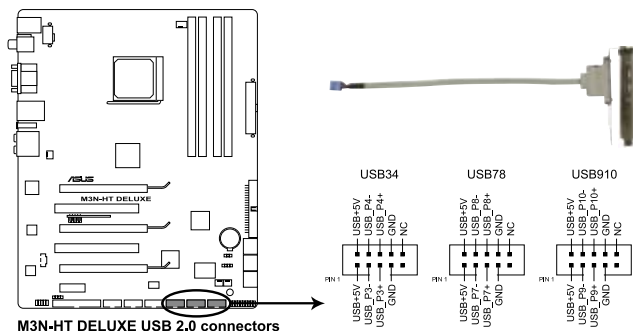 ASUS
M3N-HT DELUXE
USB34
USB+5V
USB_P4-
USB_P4+
GND
NC
PIN 1
USB+5V
USB_P3-
USB_P3+
GND
USB78
USB+5V
USB_P8-
USB_P8+
GND
NC
PIN 1
USB+5V
USB_P7-
USB_P7+
GND
USB910
USB+5V
USB_P10-
USB_P10+
GND
NC
PIN 1
USB+5V
USB_P9-
USB_P9+
GND
M3N-HT DELUXE USB 2.0 connectors